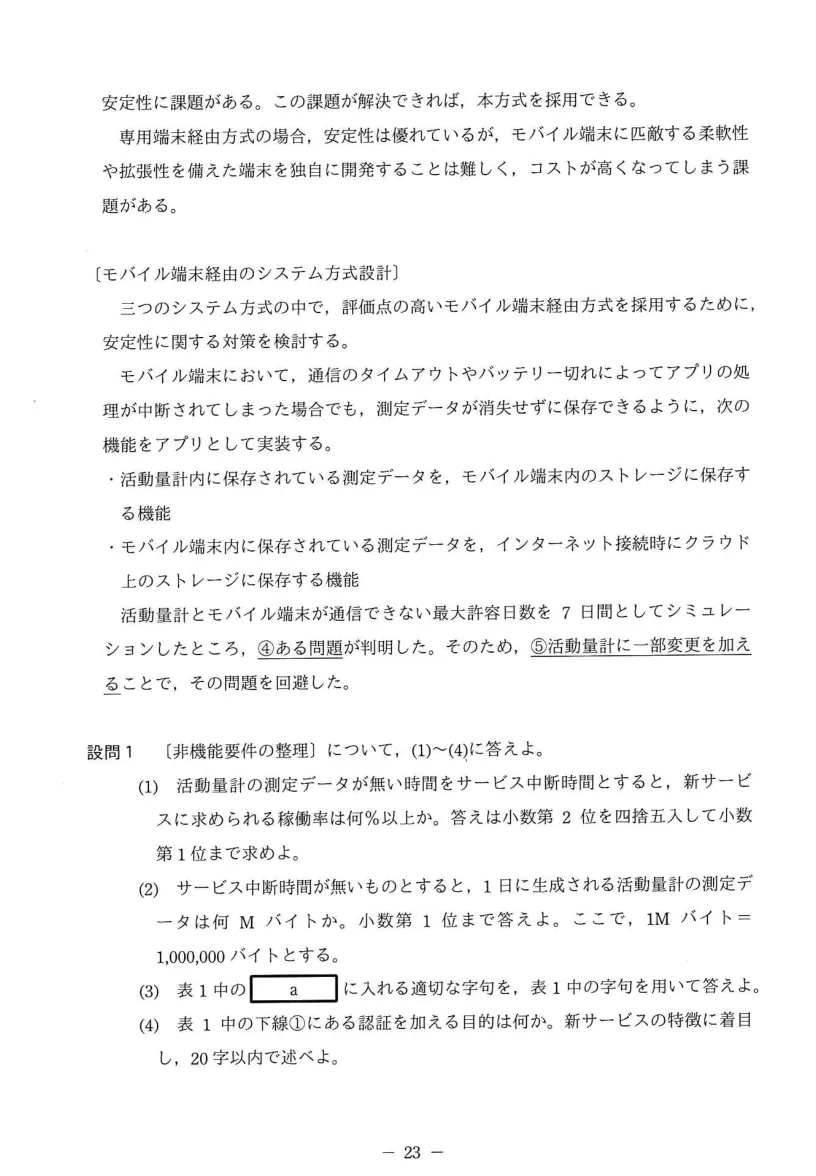 安定性に課題がある。この課題が解決できれば，本方式を採用できる。
専用端末経由方式の場合，安定性は優れているが，モバイル端末に匹敵する柔軟性
や拡張性を備えた端末を独自に開発することは難しく，コストが高くなってしまう課
題がある。
〔モバイル端末経由のシステム方式設計〕
三つのシステム方式の中で，評価点の高いモバイル端末経由方式を採用するために，
安定性に関する対策を検討する。
モバイル端末において，通信のタイムアウトやバッテリー切れによってアプリの処
理が中断されてしまった場合でも，測定データが消失せずに保存できるように，次の
機能をアプリとして実装する。
・活動量計内に保存されている測定データを，モバイル端末内のストレージに保存す
る機能
・モバイル端末内に保存されている測定データを，インターネット接続時にクラウド
上のストレージに保存する機能
活動量計とモバイル端末が通信できない最大許容日数を 7 日間としてシミュレー
ションしたところ，④ある問題が判明した。そのため，⑤活動量計に一部変更を加え
ることで，その問題を回避した。
設問1 〔非機能要件の整理〕について，(1)～(4)に答えよ。
(1) 活動量計の測定データが無い時間をサービス中断時間とすると，新サービ
スに求められる稼働率は何％以上か。答えは小数第 2 位を四捨五入して小数
第1位まで求めよ。
(2) サービス中断時間が無いものとすると，1日に生成される活動量計の測定デ
ータは何 M バイトか。小数第 1 位まで答えよ。ここで，1M バイト＝
1,000,000 バイトとする。
(3) 表1中の a に入れる適切な字句を，表1中の字句を用いて答えよ。
(4) 表 1 中の下線①にある認証を加える目的は何か。新サービスの特徴に着目
し，20字以内で述べよ。
－ 23 －